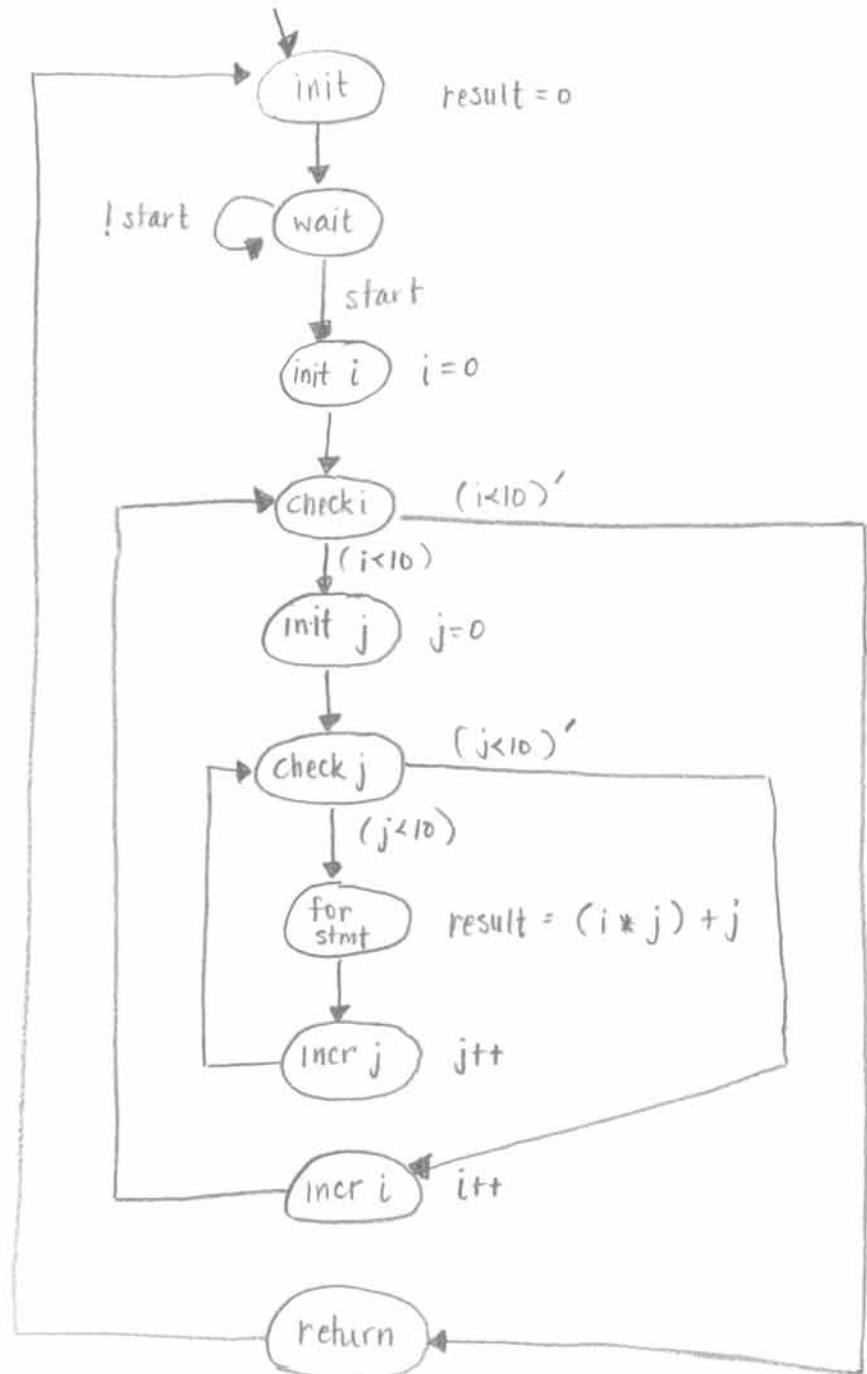 init result = 0
! start wait
start
init i i = 0
check i (i<10)'
(i<10)
init j j = 0
check j (j<10)'
(j<10)
for
stmt result = (i * j) + j
incr j j++
incr i i++
return